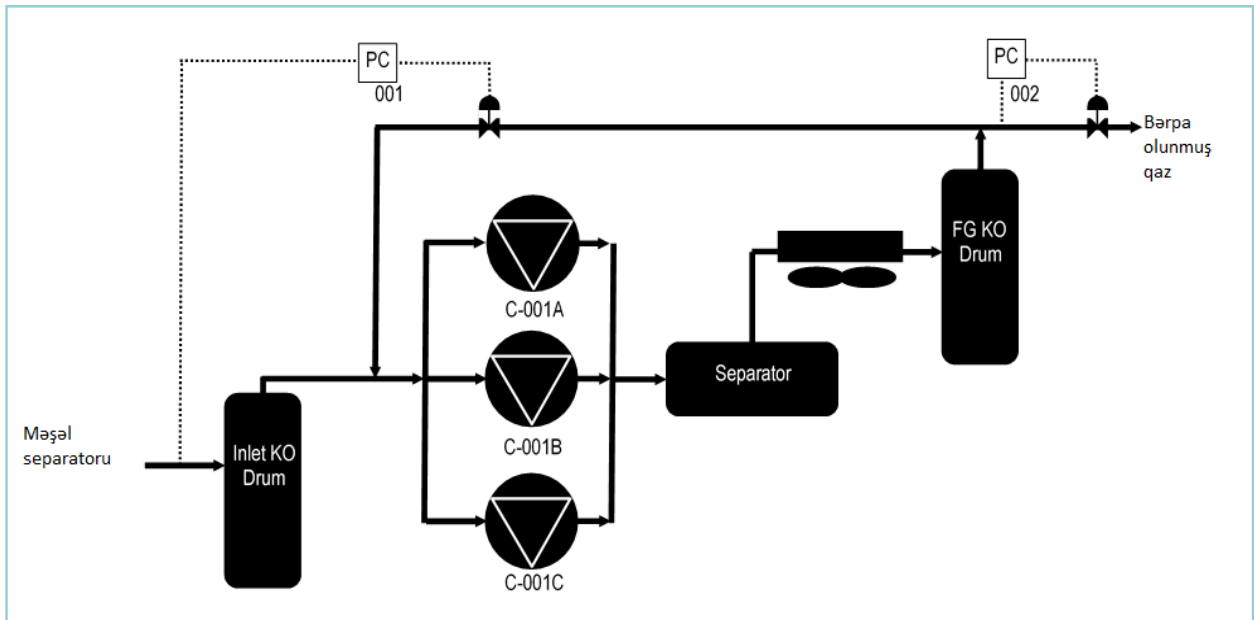 PC
001
PC
002
Bərpa
olunmuş
qaz
FG KO
Drum
C-001A
Separator
Məşəl
separatoru
Inlet KO
Drum
C-001B
C-001C